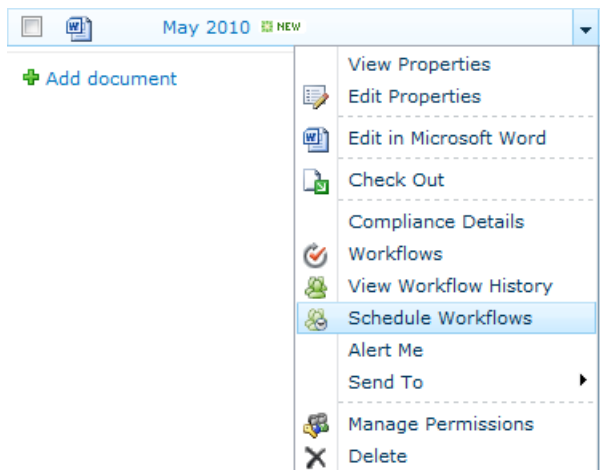 May 2010 NEW
Add document
View Properties
Edit Properties
Edit in Microsoft Word
Check Out
Compliance Details
Workflows
View Workflow History
Schedule Workflows
Alert Me
Send To
Manage Permissions
Delete